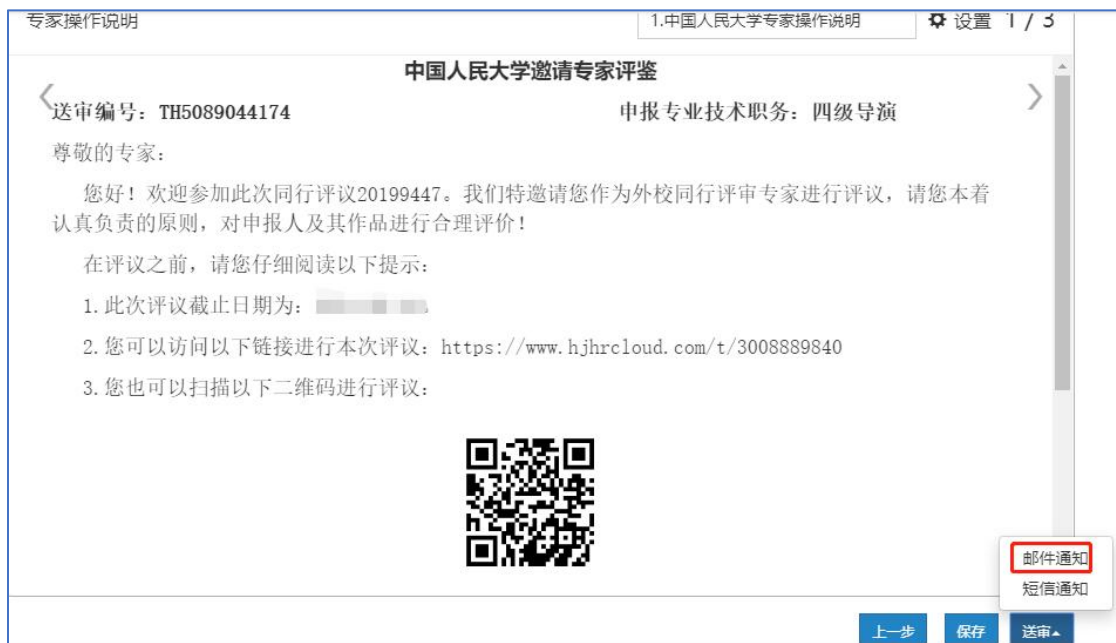 专家操作说明
1.中国人民大学专家操作说明
设置 1 / 3
中国人民大学邀请专家评鉴
送审编号: TH5089044174
申报专业技术职务: 四级导演
尊敬的专家:
您好！欢迎参加此次同行评议20199447。我们特邀请您作为外校同行评审专家进行评议，请您本着
认真负责的原则，对申报人及其作品进行合理评价！
在评议之前，请您仔细阅读以下提示:
1.此次评议截止日期为:
2.您可以访问以下链接进行本次评议: https://www.hjhrcloud.com/t/3008889840
3.您也可以扫描以下二维码进行评议:
邮件通知
短信通知
上一步
保存
送审